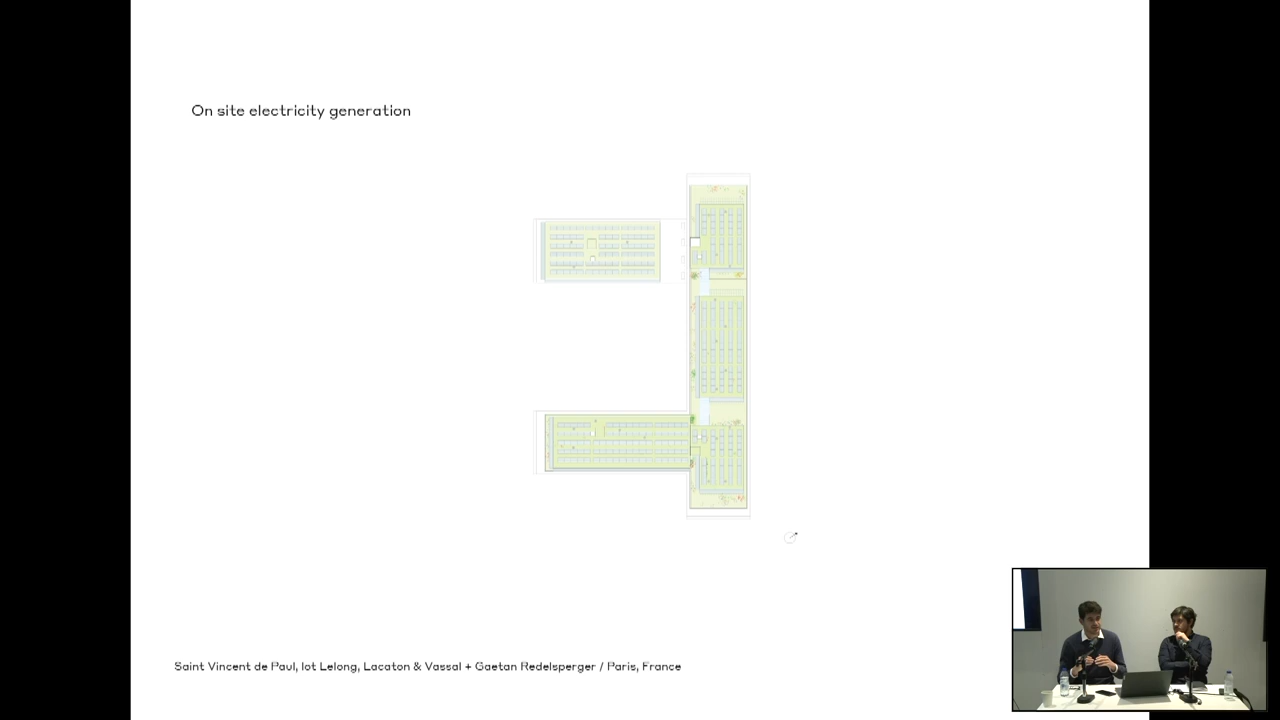 On site electricity generation
Saint Vincent de Paul, lot Lelong, Lacaton & Vassal + Gaetan Redelsperger / Paris, France